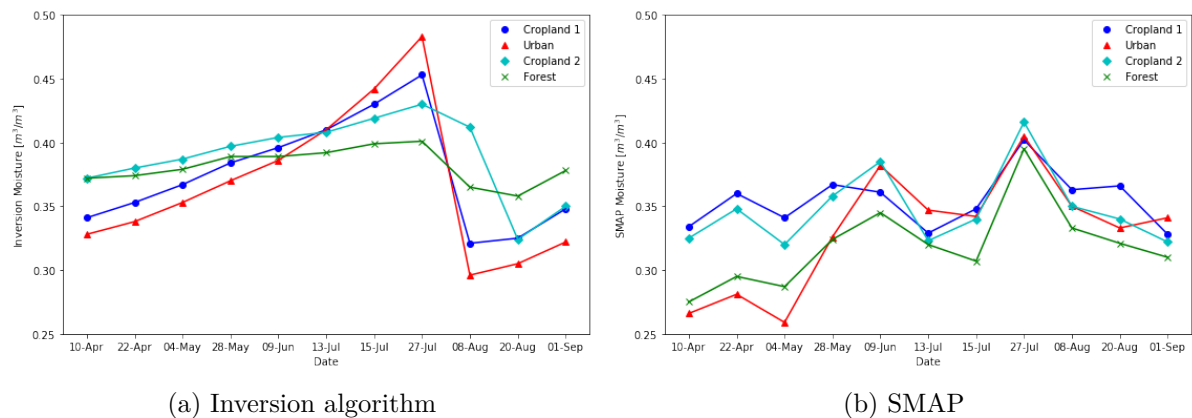 0.50
0.45
0.40
0.35
0.30
0.25
Inversion Moisture [m³/m³]
Cropland 1
Urban
Cropland 2
Forest
10-Apr 22-Apr 04-May 28-May 09-Jun 13-Jul 15-Jul 27-Jul 08-Aug 20-Aug 01-Sep
Date
(a) Inversion algorithm
0.50
0.45
0.40
0.35
0.30
0.25
SMAP Moisture [m³/m³]
Cropland 1
Urban
Cropland 2
Forest
10-Apr 22-Apr 04-May 28-May 09-Jun 13-Jul 15-Jul 27-Jul 08-Aug 20-Aug 01-Sep
Date
(b) SMAP